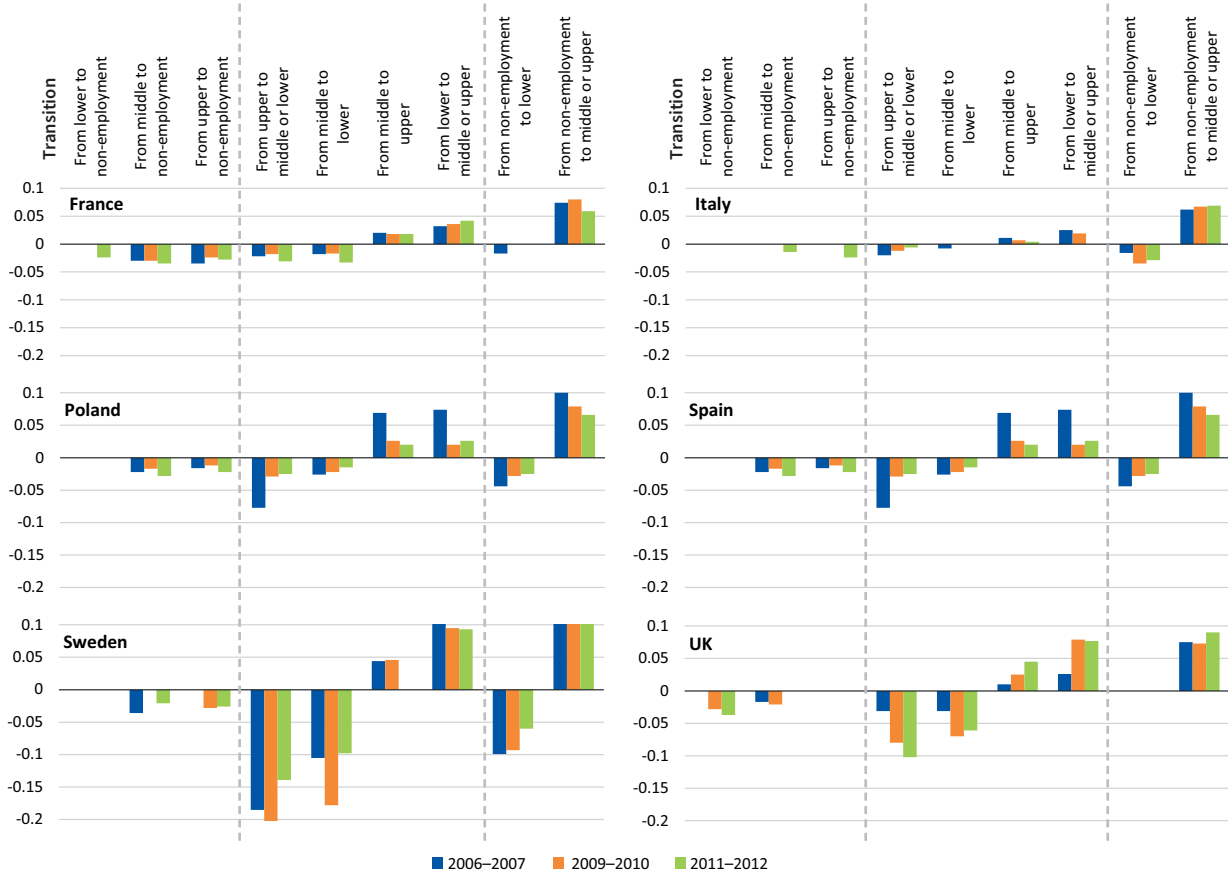 Transition
From lower to
non-employment
From middle to
non-employment
From upper to
non-employment
From upper to
middle or lower
From middle to
lower
From middle to
upper
From lower to
middle or upper
From non-employment
to lower
From non-employment
to middle or upper
Transition
From lower to
non-employment
From middle to
non-employment
From upper to
non-employment
From upper to
middle or lower
From middle to
lower
From middle to
upper
From lower to
middle or upper
From non-employment
to lower
From non-employment
to middle or upper
France
0.1
0.05
0
-0.05
-0.1
-0.15
-0.2
Italy
0.1
0.05
0
-0.05
-0.1
-0.15
-0.2
Poland
0.1
0.05
0
-0.05
-0.1
-0.15
-0.2
Spain
0.1
0.05
0
-0.05
-0.1
-0.15
-0.2
Sweden
0.1
0.05
0
-0.05
-0.1
-0.15
-0.2
UK
0.1
0.05
0
-0.05
-0.1
-0.15
-0.2
2006–2007 2009–2010 2011–2012